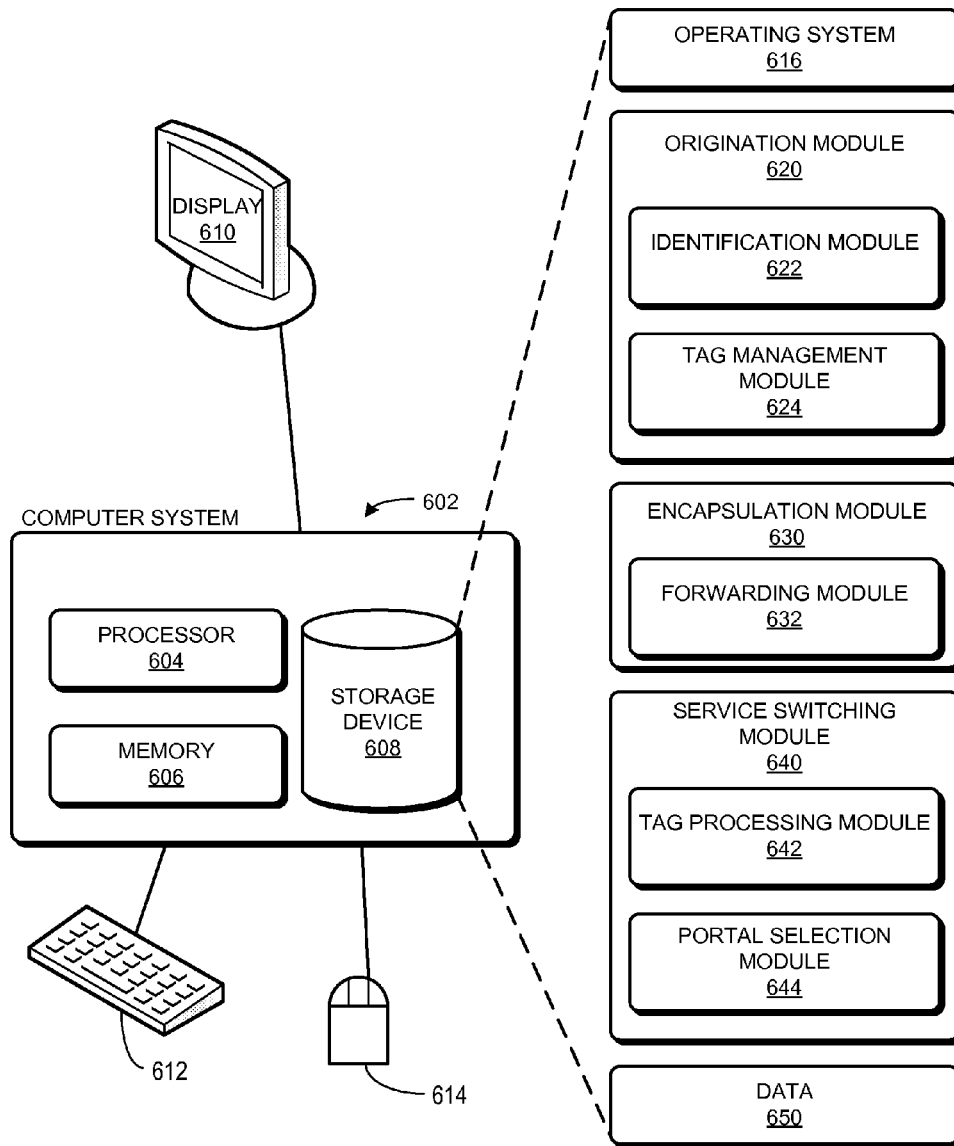 DISPLAY
610
602
COMPUTER SYSTEM
PROCESSOR
604
MEMORY
606
STORAGE
DEVICE
608
612
614
OPERATING SYSTEM
616
ORIGINATION MODULE
620
IDENTIFICATION MODULE
622
TAG MANAGEMENT
MODULE
624
ENCAPSULATION MODULE
630
FORWARDING MODULE
632
SERVICE SWITCHING
MODULE
640
TAG PROCESSING MODULE
642
PORTAL SELECTION
MODULE
644
DATA
650